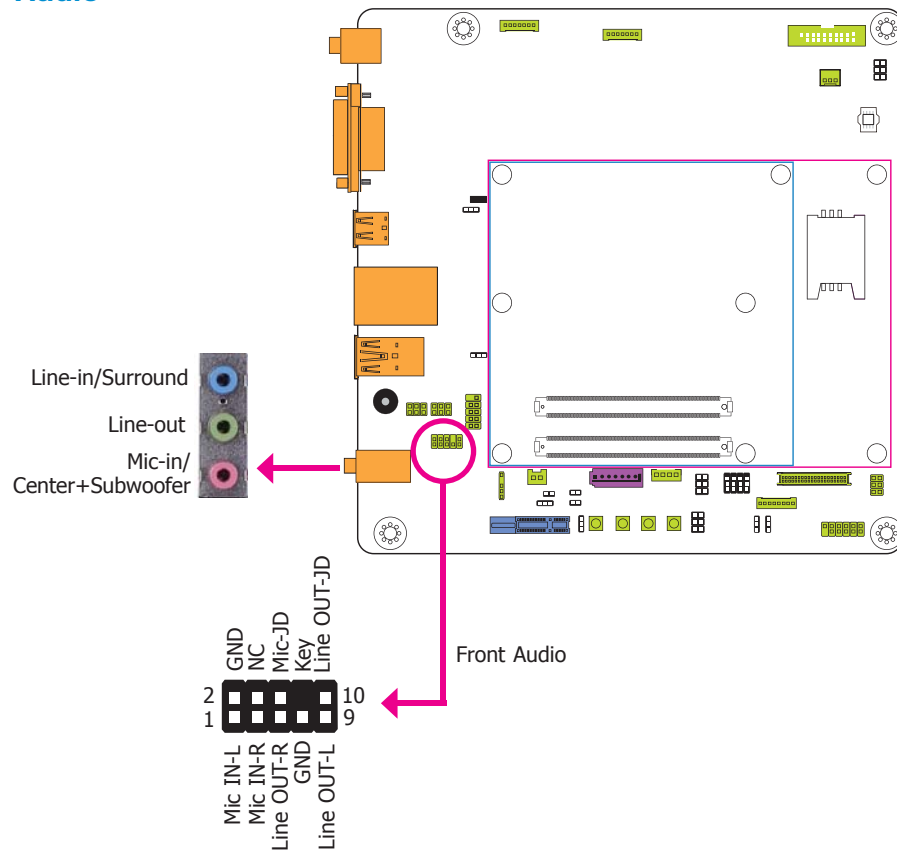 Audio
Line-in/Surround
Line-out
Mic-in/
Center+Subwoofer
Front Audio
GND
NC
Mic-JD
Key
Line OUT-JD
2
10
1
9
Mic IN-L
Mic IN-R
Line OUT-R
GND
Line OUT-L